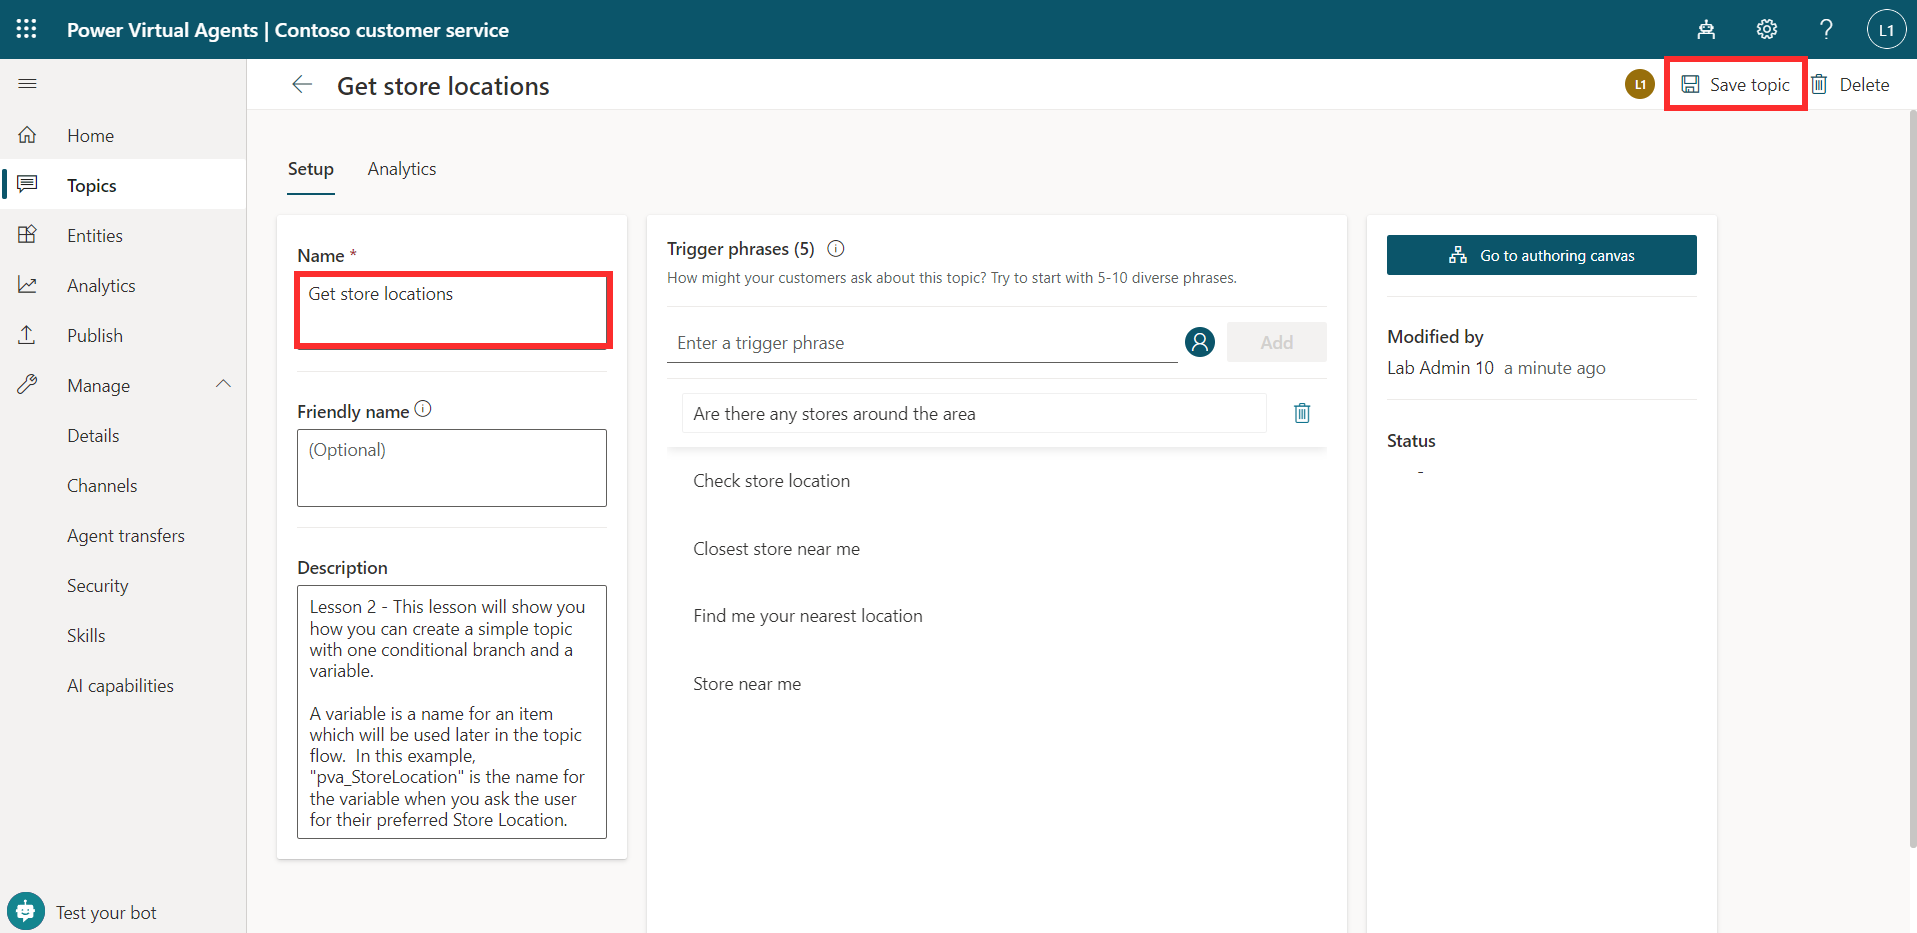 Power Virtual Agents | Contoso customer service
L1
Get store locations
L1
Save topic
Delete
Home
Topics
Entities
Analytics
Publish
Manage
Details
Channels
Agent transfers
Security
Skills
AI capabilities
Test your bot
Setup
Analytics
Name *
Get store locations
Friendly name
(Optional)
Description
Lesson 2 - This lesson will show you
how you can create a simple topic
with one conditional branch and a
variable.
A variable is a name for an item
which will be used later in the topic
flow.  In this example,
"pva_StoreLocation" is the name for
the variable when you ask the user
for their preferred Store Location.
Trigger phrases (5)
How might your customers ask about this topic? Try to start with 5-10 diverse phrases.
Enter a trigger phrase
Add
Are there any stores around the area
Check store location
Closest store near me
Find me your nearest location
Store near me
Go to authoring canvas
Modified by
Lab Admin 10 a minute ago
Status
-